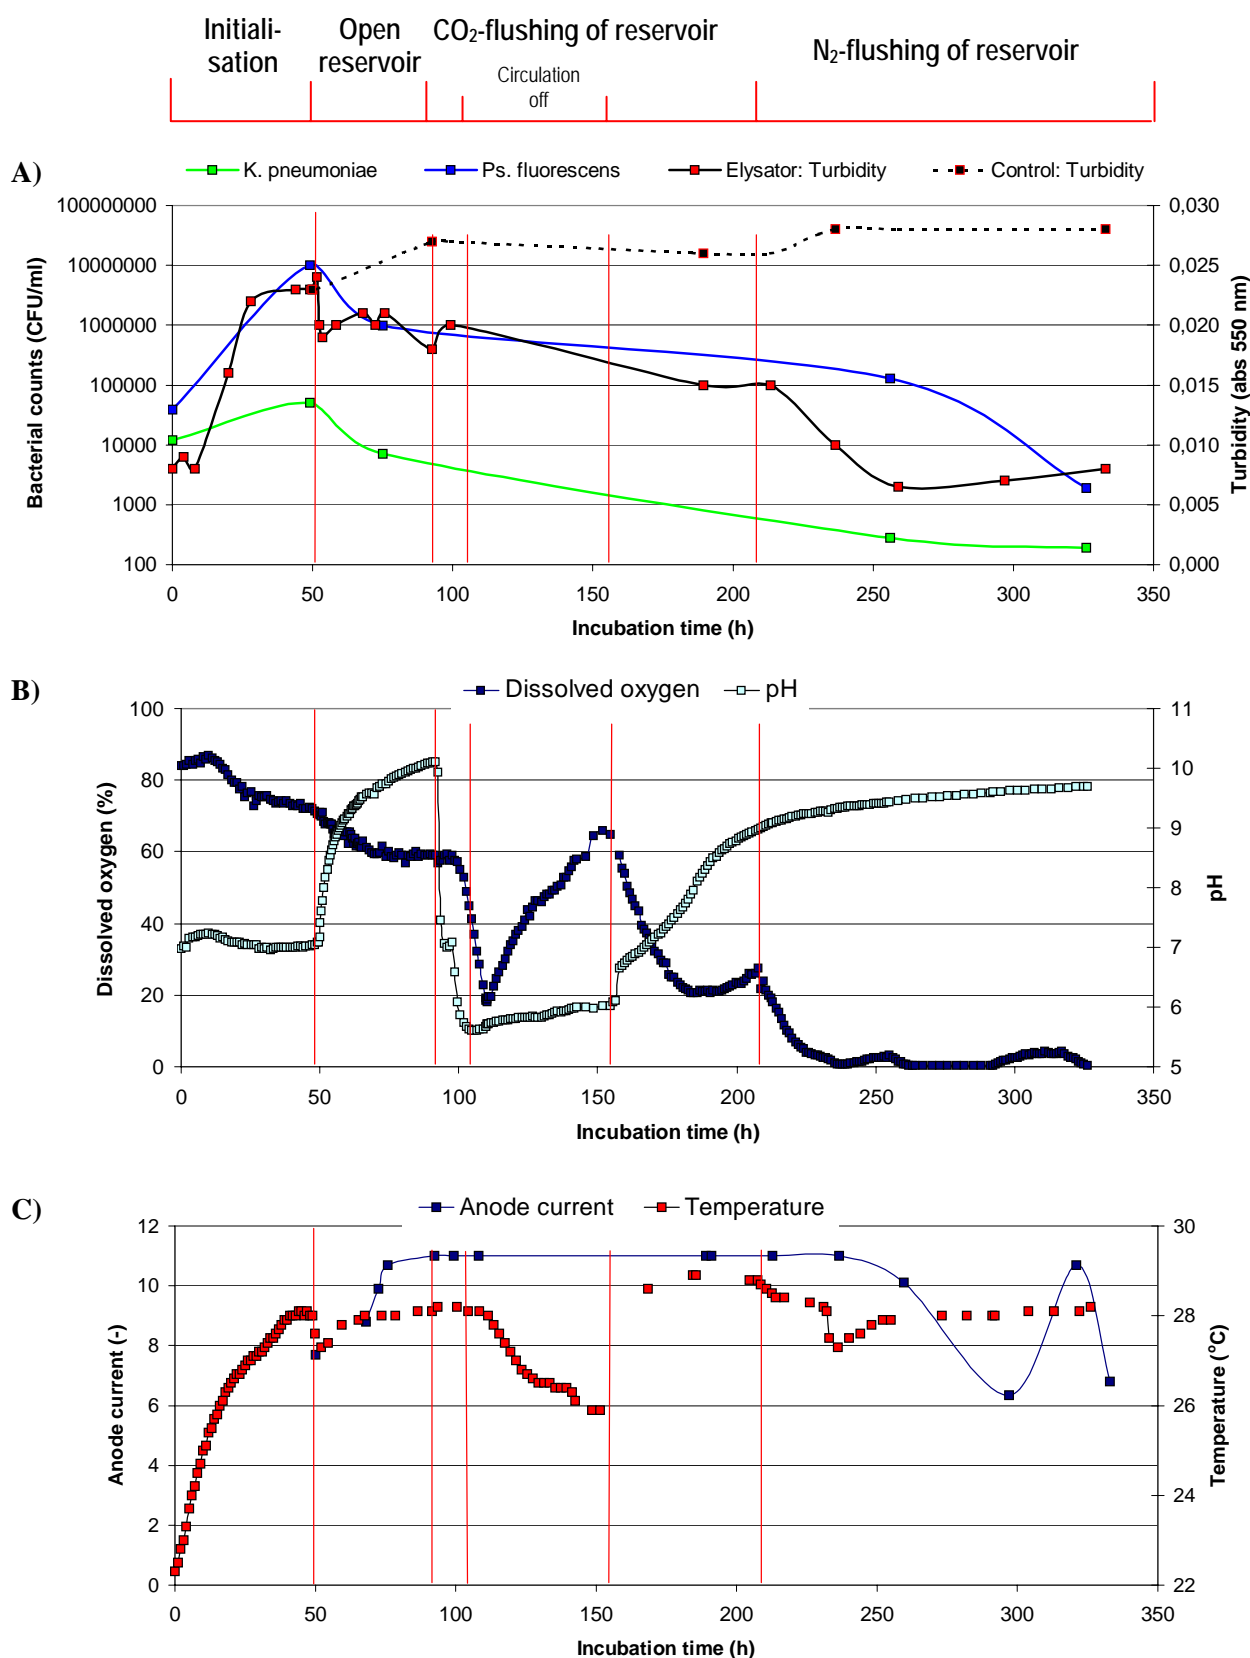 Initiali-
sation
Open
reservoir
CO₂-flushing of reservoir
Circulation
off
N₂-flushing of reservoir
A)
K. pneumoniae
Ps. fluorescens
Elysator: Turbidity
Control: Turbidity
100000000
10000000
1000000
100000
10000
1000
100
Bacterial counts (CFU/ml)
0,030
0,025
0,020
0,015
0,010
0,005
0,000
Turbidity (abs 550 nm)
0 50 100 150 200 250 300 350
Incubation time (h)
B)
Dissolved oxygen
pH
100
80
60
40
20
0
Dissolved oxygen (%)
11
10
9
8
7
6
5
pH
0 50 100 150 200 250 300 350
Incubation time (h)
C)
Anode current
Temperature
12
10
8
6
4
2
0
Anode current (-)
30
28
26
24
22
Temperature (°C)
0 50 100 150 200 250 300 350
Incubation time (h)